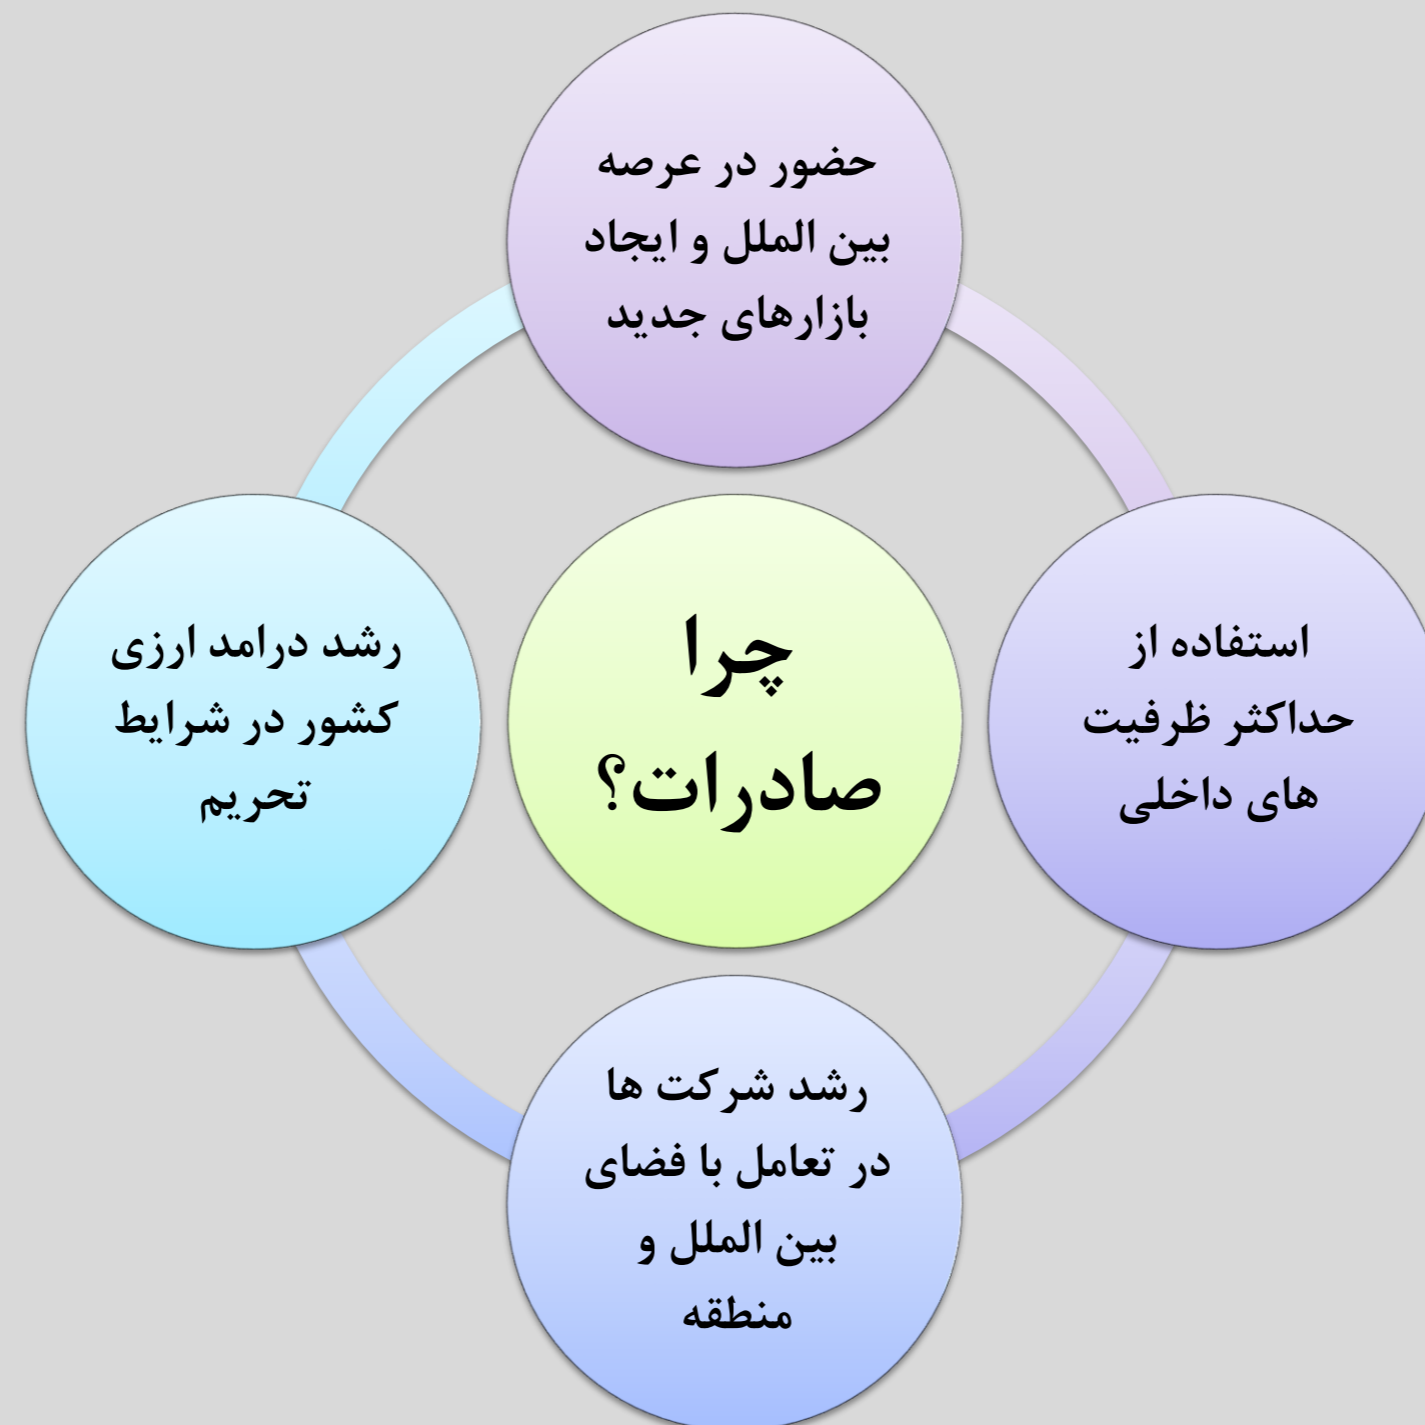 حضور در عرصه
بین الملل و ایجاد
بازارهای جدید
چرا
صادرات؟
استفاده از
حداکثر ظرفیت
های داخلی
رشد شرکت ها
در تعامل با فضای
بین الملل و
منطقه
رشد درامد ارزی
کشور در شرایط
تحریم